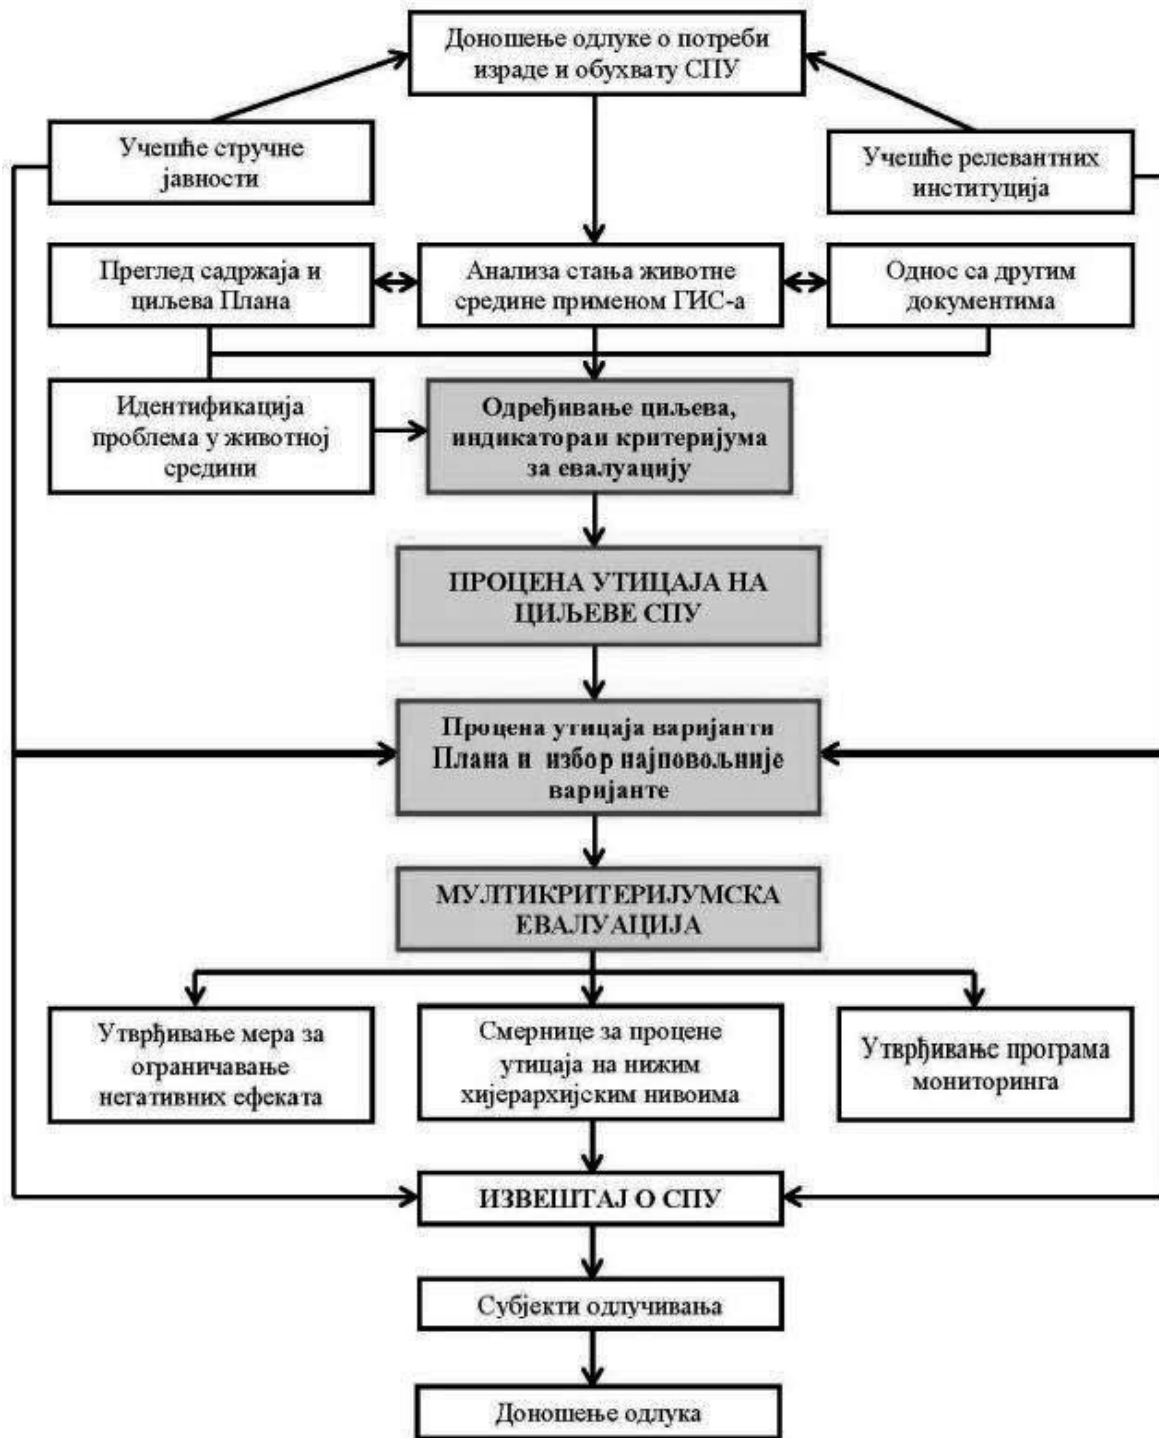 Доношење одлуке о потреби
израде и обухвату СПУ
Учешће стручне
јавности
Учешће релевантних
институција
Преглед садржаја и
циљева Плана
Анализа стања животне
средине применом ГИС-а
Однос са другим
документима
Идентификација
проблема у животној
средини
Одређивање циљева,
индикатораи критеријума
за евалуацију
ПРОЦЕНА УТИЦАЈА НА
ЦИЉЕВЕ СПУ
Процена утицаја варијанти
Плана и избор најповољније
варијанте
МУЛТИКРИТЕРИЈУМСКА
ЕВАЛУАЦИЈА
Утврђивање мера за
ограничавање
негативних ефеката
Смернице за процене
утицаја на нижим
хијерархијским нивоима
Утврђивање програма
мониторинга
ИЗВЕШТАЈ О СПУ
Субјекти одлучивања
Доношење одлука